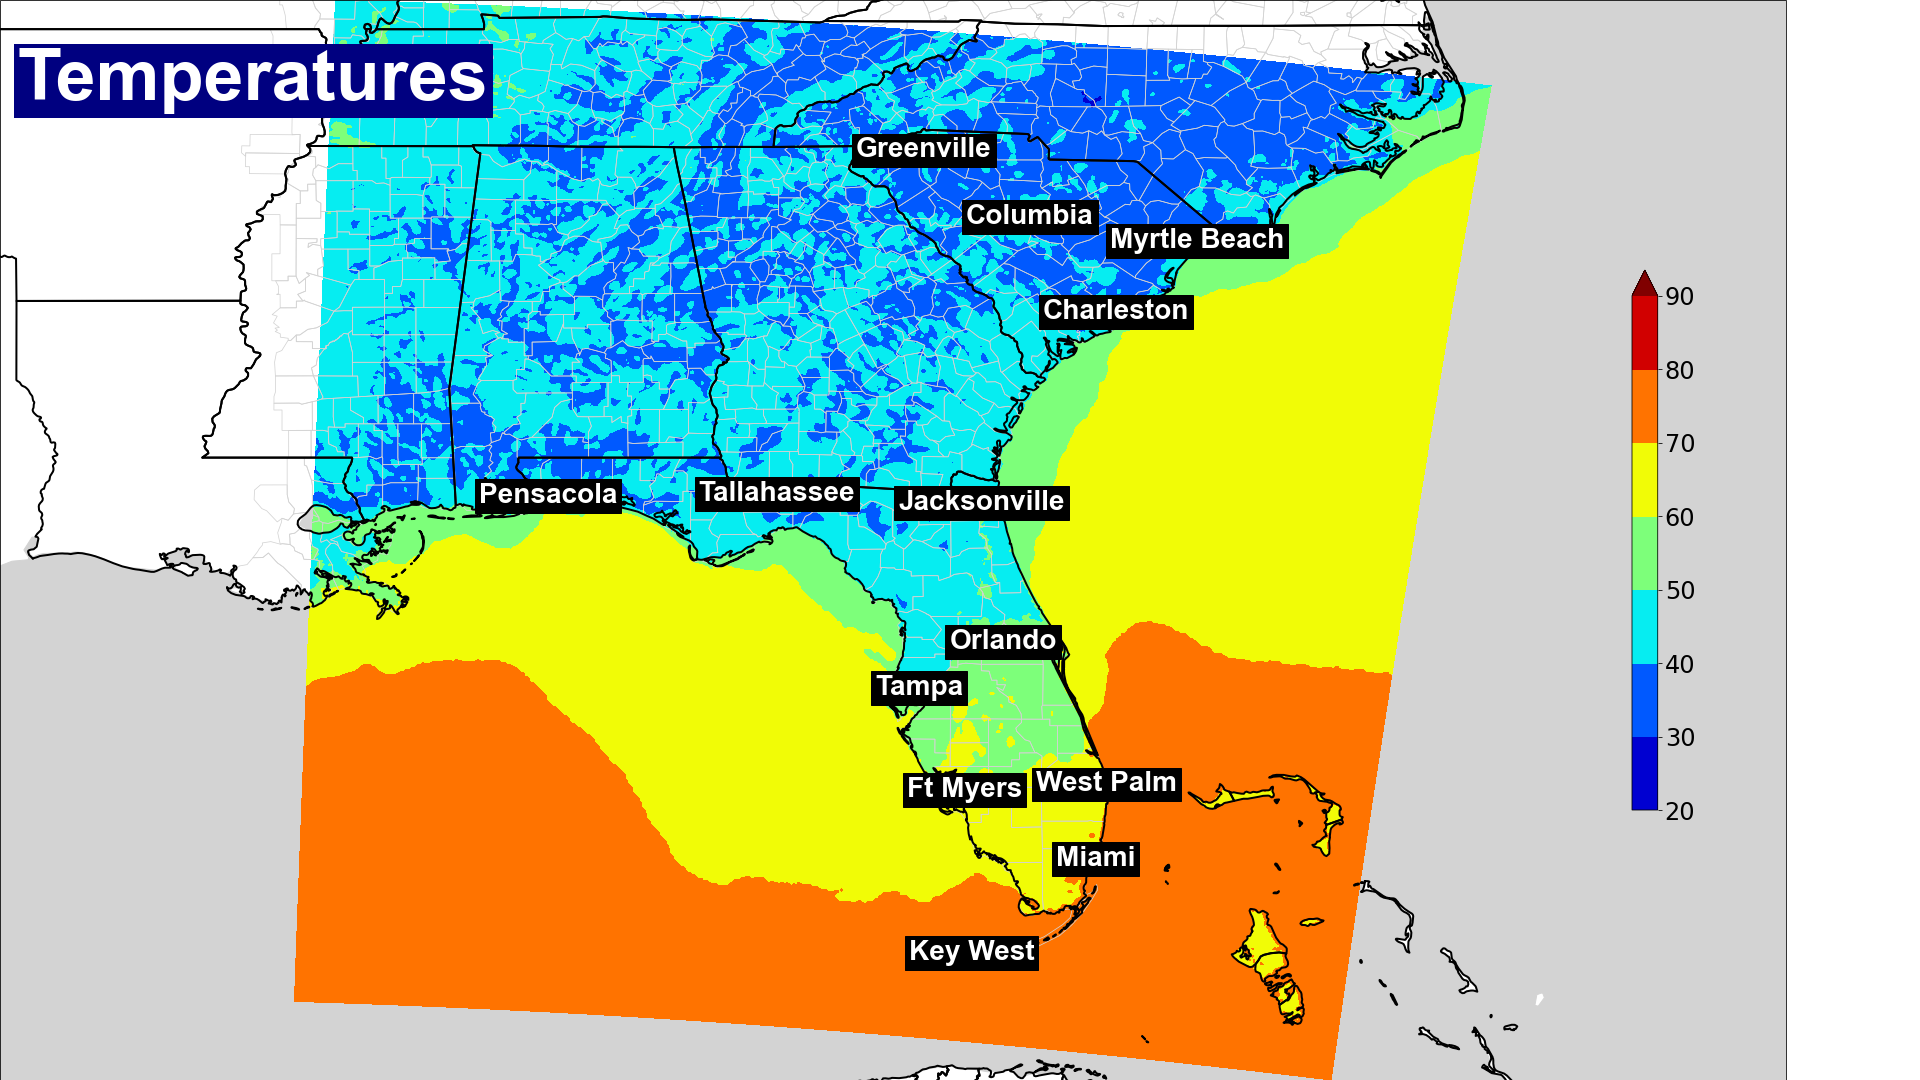 Temperatures
Greenville
Columbia
Myrtle Beach
Charleston
Pensacola
Tallahassee
Jacksonville
Orlando
Tampa
Ft Myers
West Palm
Miami
Key West
90
80
70
60
50
40
30
20